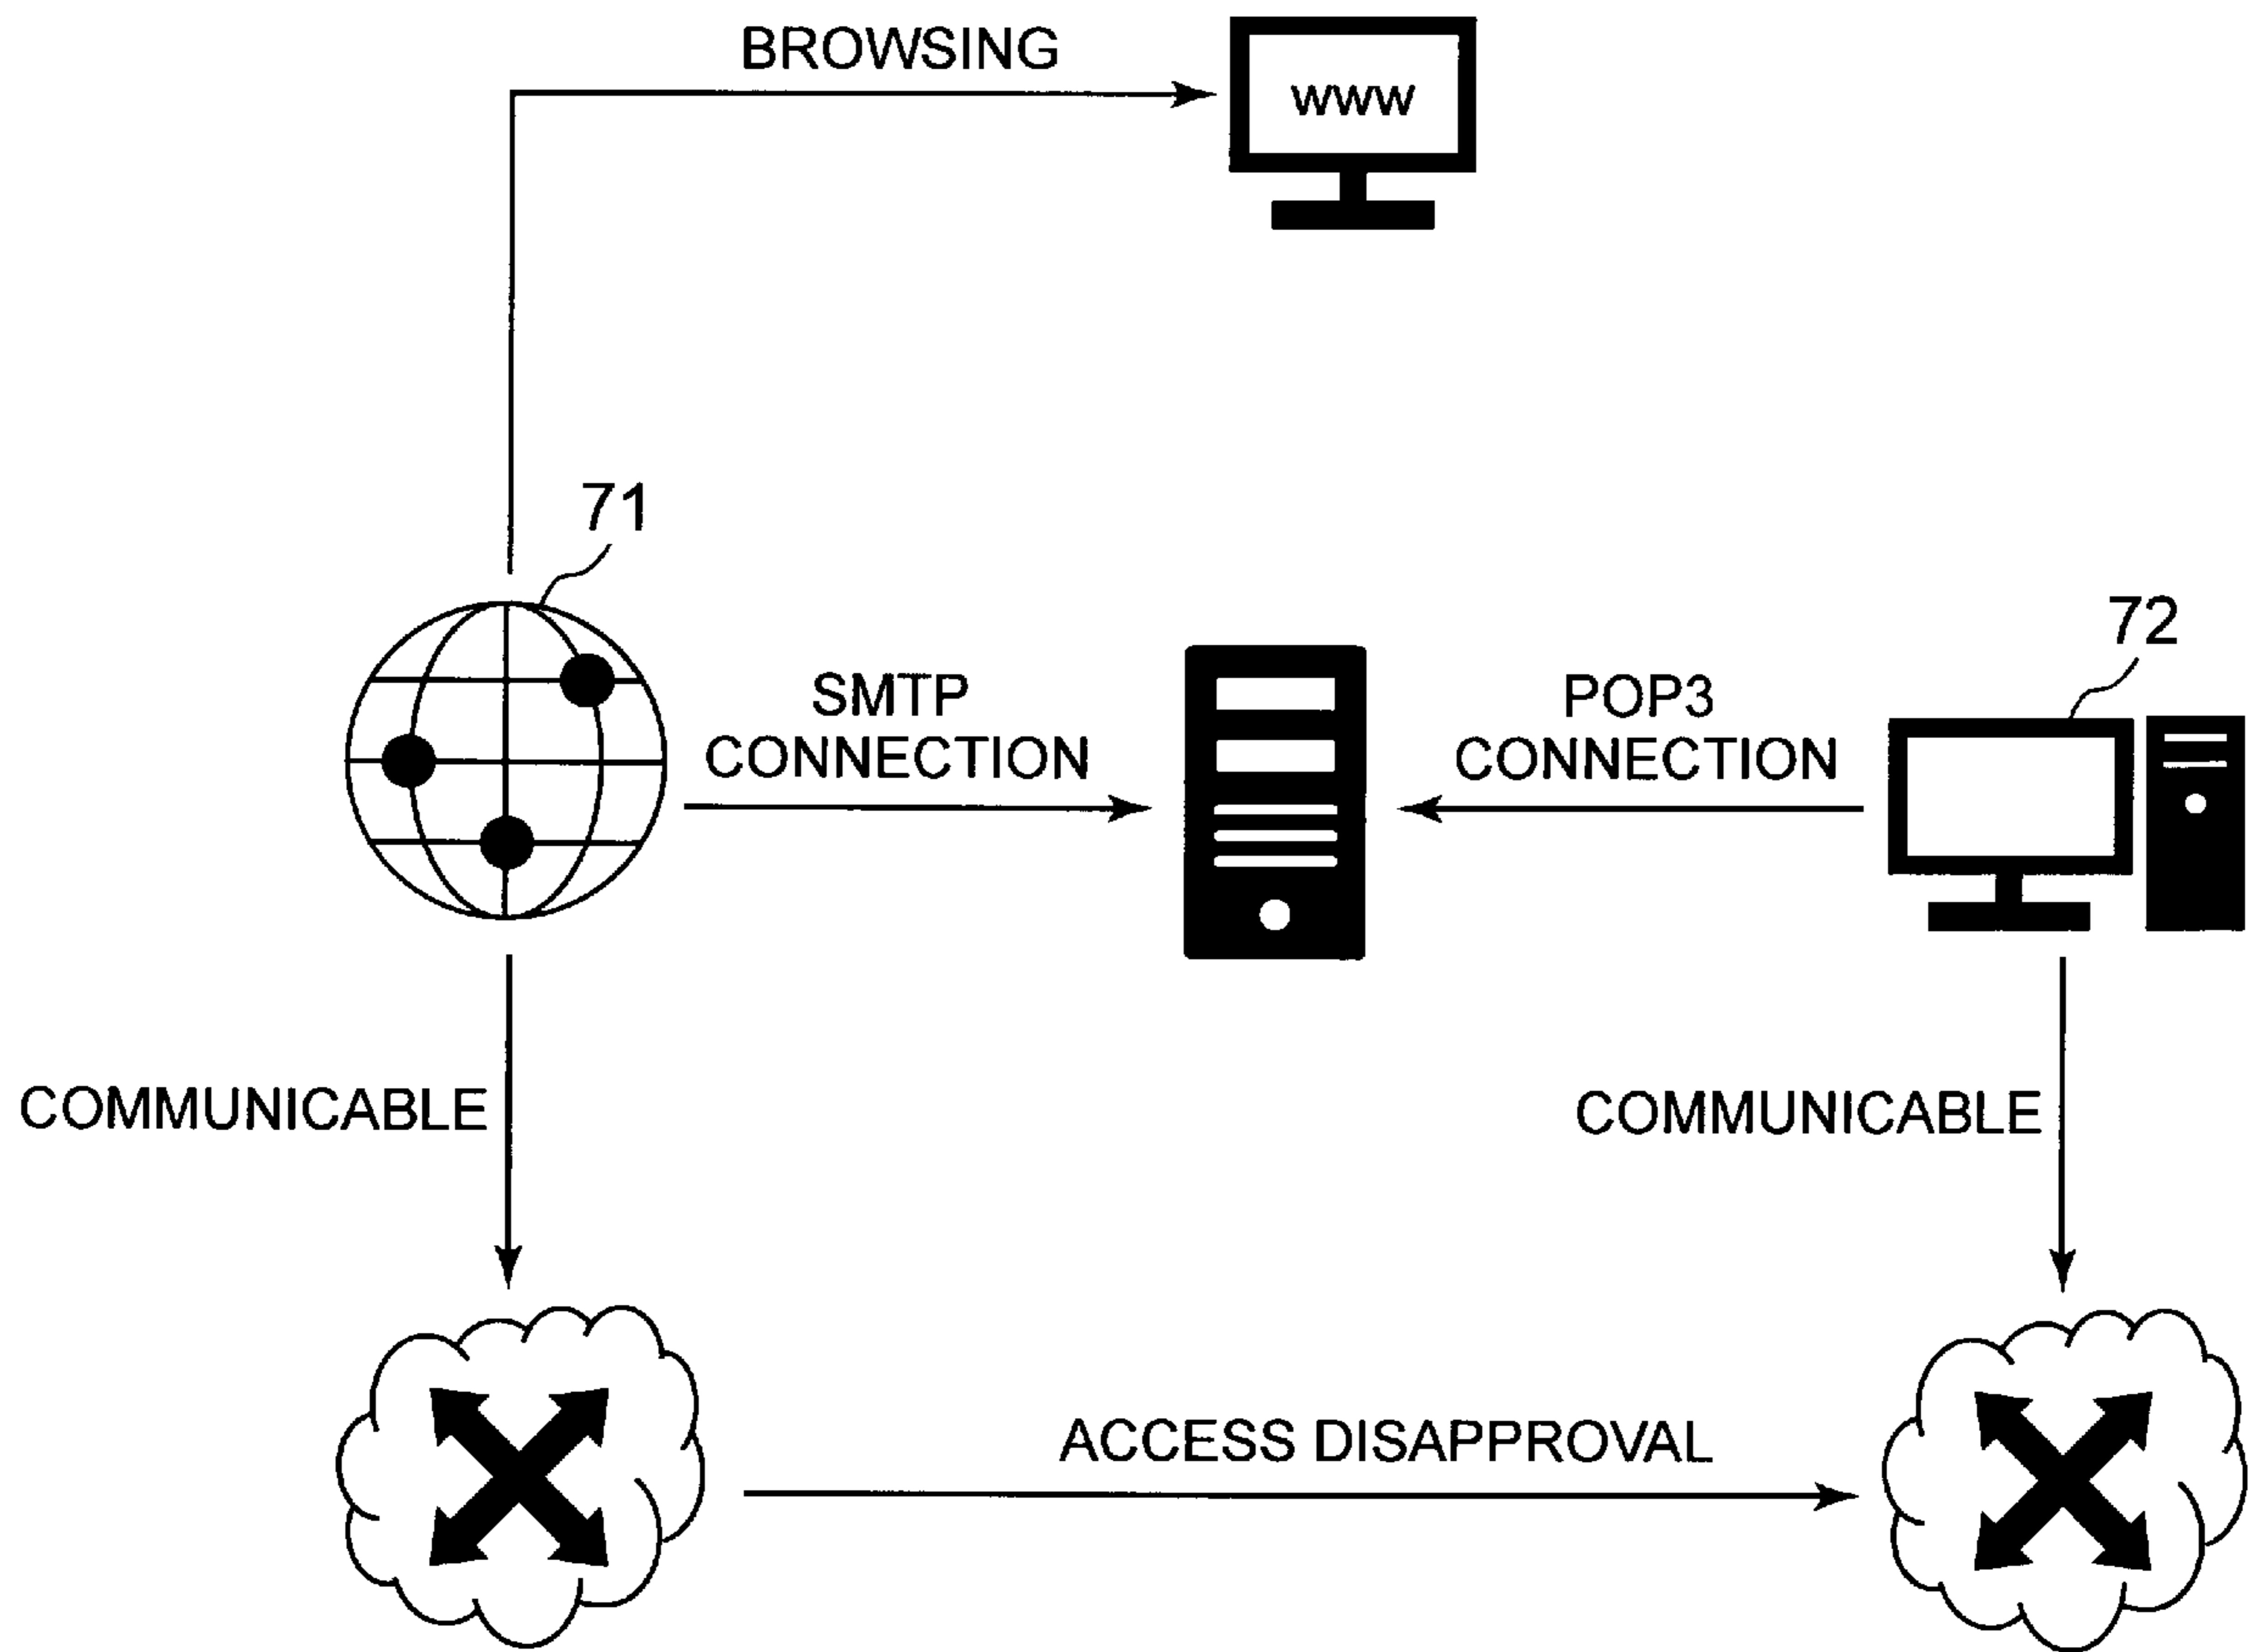 BROWSING
www
71
72
SMTP
CONNECTION
POP3
CONNECTION
COMMUNICABLE
COMMUNICABLE
ACCESS DISAPPROVAL